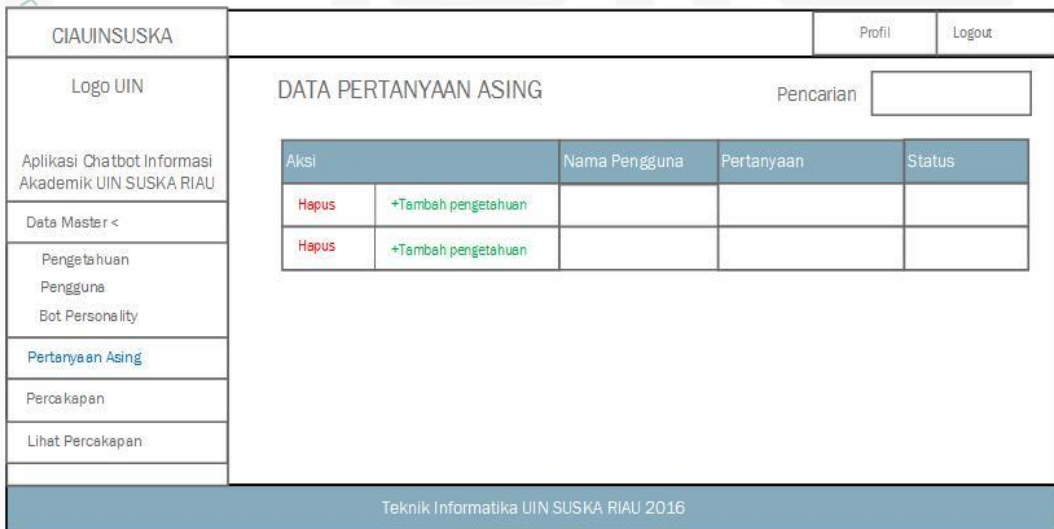 CIAUINSUSKA
Profil
Logout
Logo UIN
Aplikasi Chatbot Informasi
Akademik UIN SUSKA RIAU
Data Master <
Pengetahuan
Pengguna
Bot Personality
Pertanyaan Asing
Percakapan
Lihat Percakapan
DATA PERTANYAAN ASING
Pencarian
Aksi Nama Pengguna Pertanyaan Status
Hapus +Tambah pengetahuan
Hapus +Tambah pengetahuan
Teknik Informatika UIN SUSKA RIAU 2016